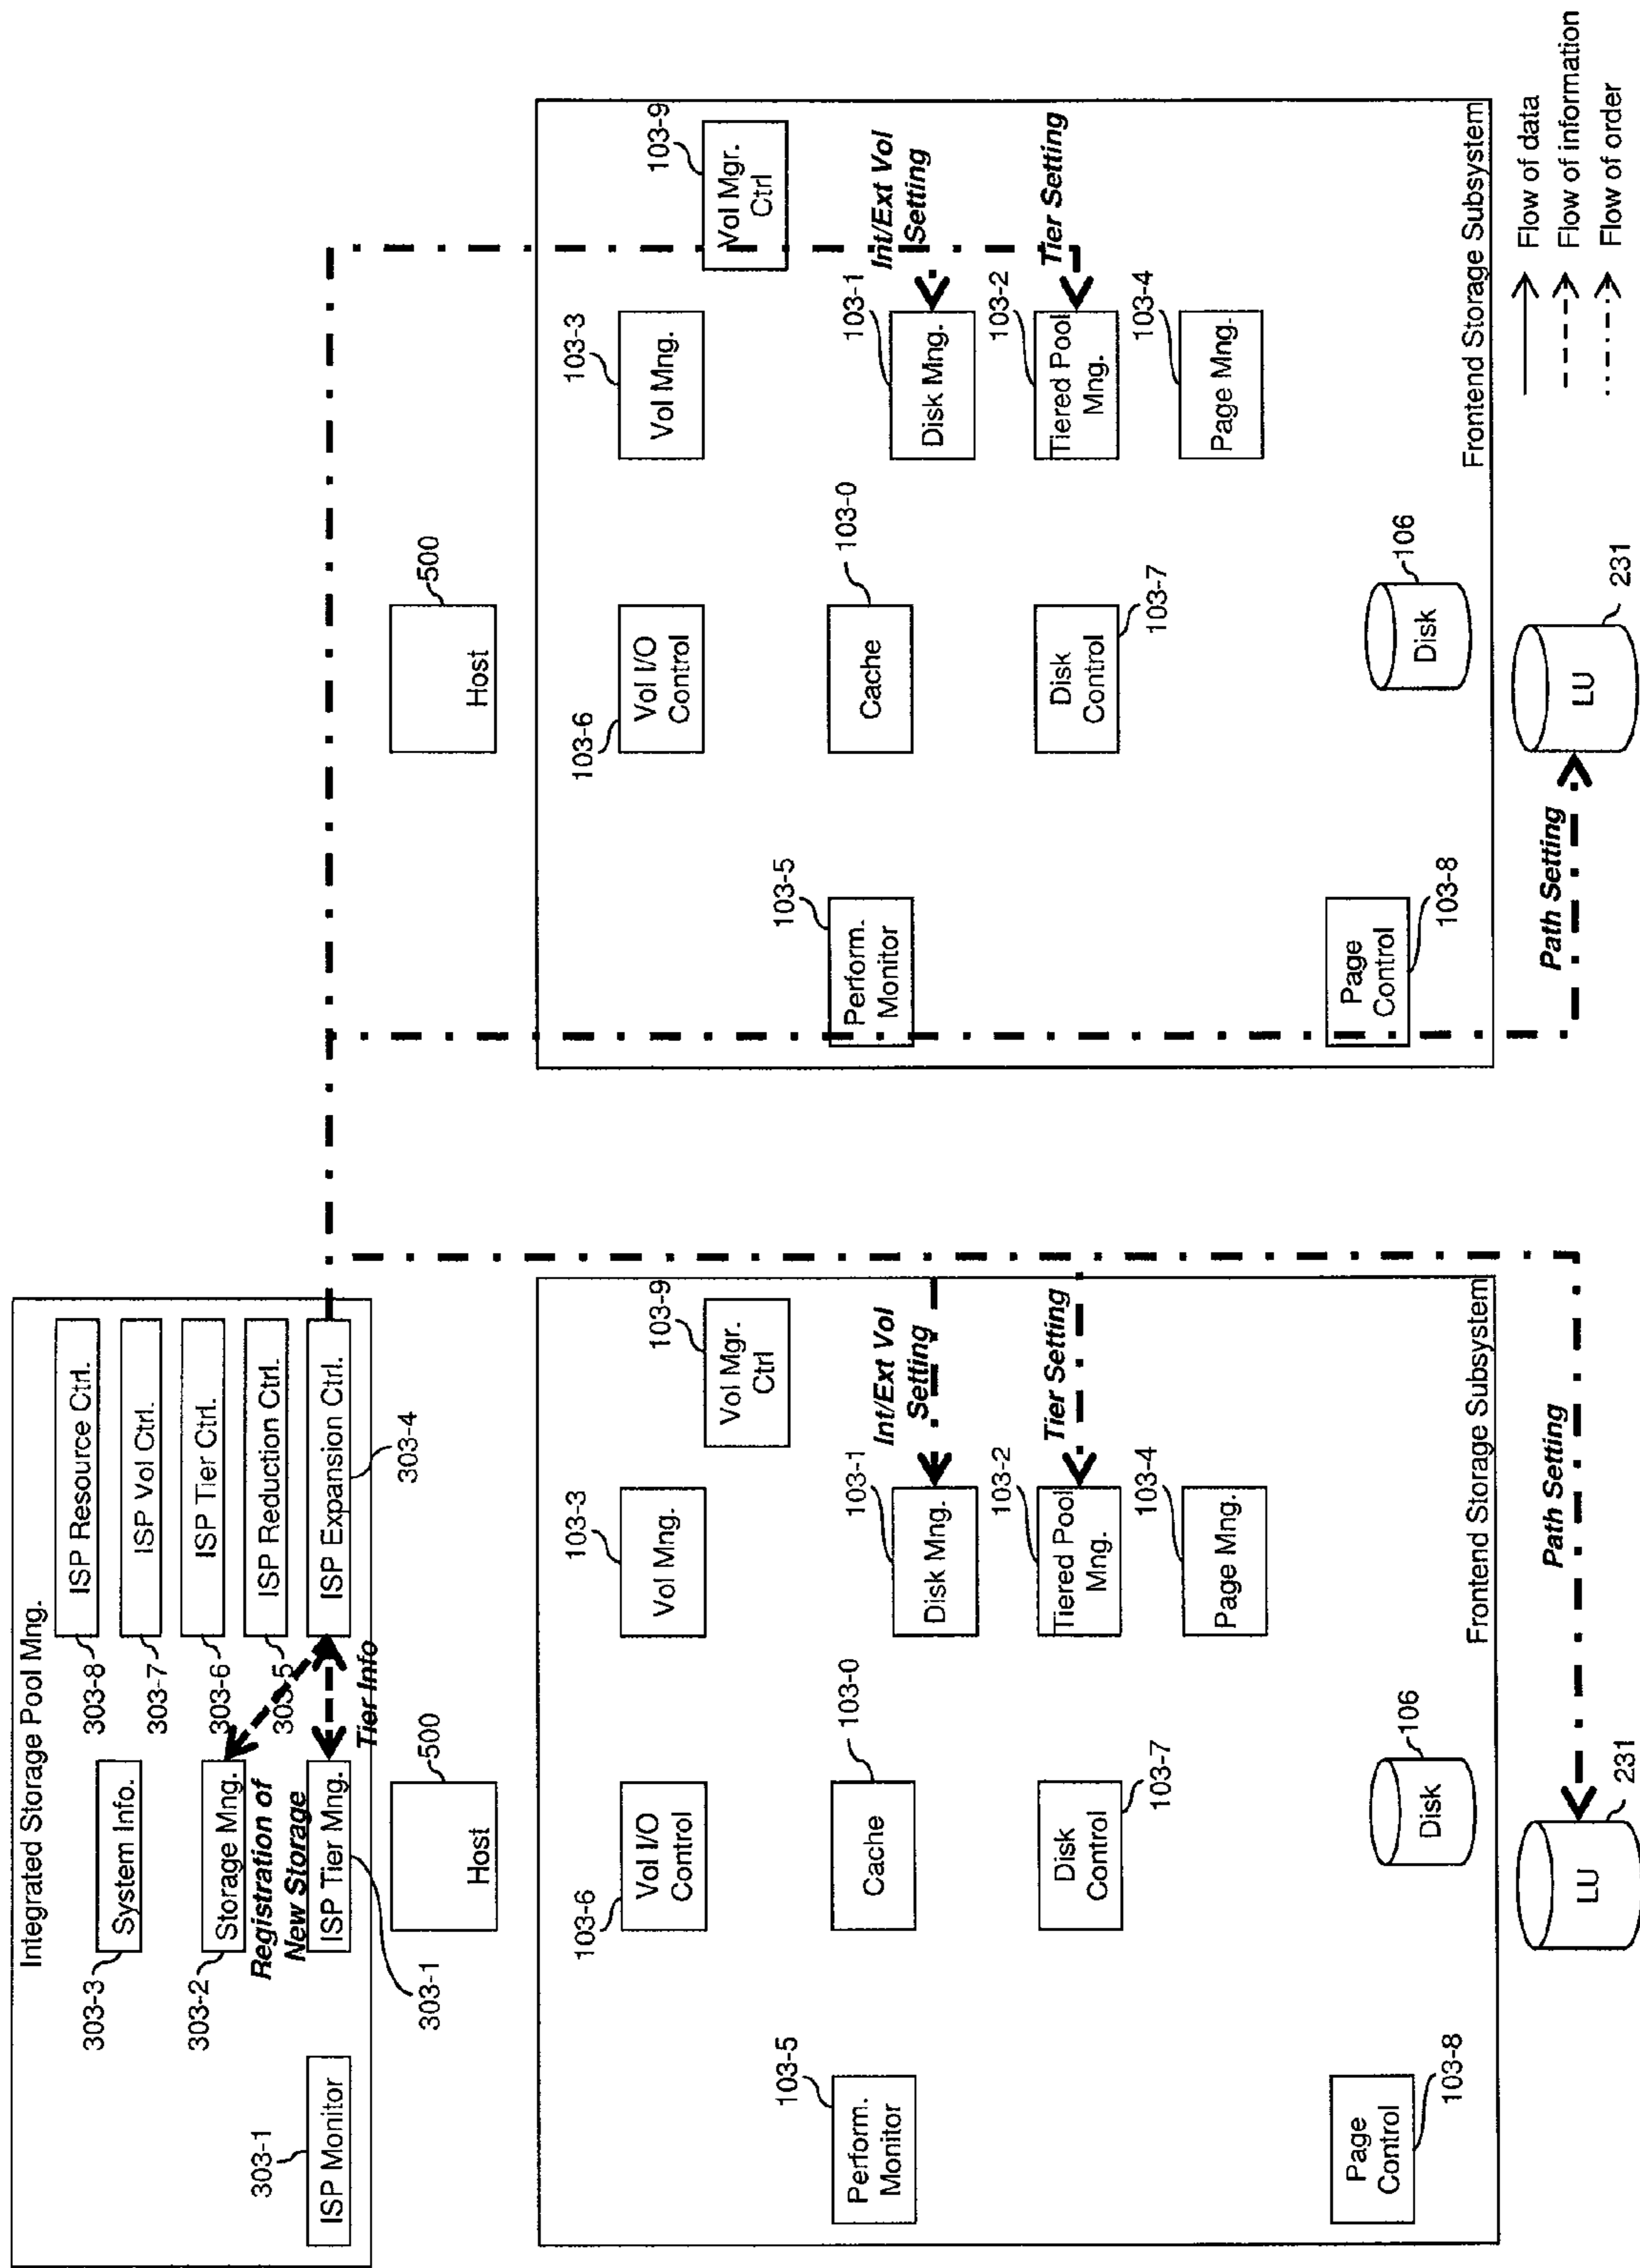 Integrated Storage Pool Mng.
303-1
ISP Monitor
303-3
System Info.
303-2
Storage Mng.
Registration of
New Storage
ISP Tier Mng.
303-1
303-8
ISP Resource Ctrl.
303-7
ISP Vol Ctrl.
303-6
ISP Tier Ctrl.
303-5
ISP Reduction Ctrl.
ISP Expansion Ctrl.
303-4
Tier Info
500
Host
103-6
Vol I/O
Control
103-3
Vol Mng.
103-9
Vol Mgr.
Ctrl
103-5
Perform.
Monitor
103-0
Cache
103-1
Disk Mng.
Int/Ext Vol
Setting
Disk
Control
103-7
103-2
Tiered Pool
Mng.
Tier Setting
103-4
Page Mng.
Page
Control
103-8
106
Disk
Frontend Storage Subsystem
231
LU
Path Setting
500
Host
103-6
Vol I/O
Control
103-3
Vol Mng.
103-9
Vol Mgr.
Ctrl
103-5
Perform.
Monitor
103-0
Cache
103-1
Disk Mng.
Int/Ext Vol
Setting
Disk
Control
103-7
103-2
Tiered Pool
Mng.
Tier Setting
103-4
Page Mng.
Page
Control
103-8
106
Disk
Frontend Storage Subsystem
Path Setting
LU
231
Flow of data
Flow of information
Flow of order